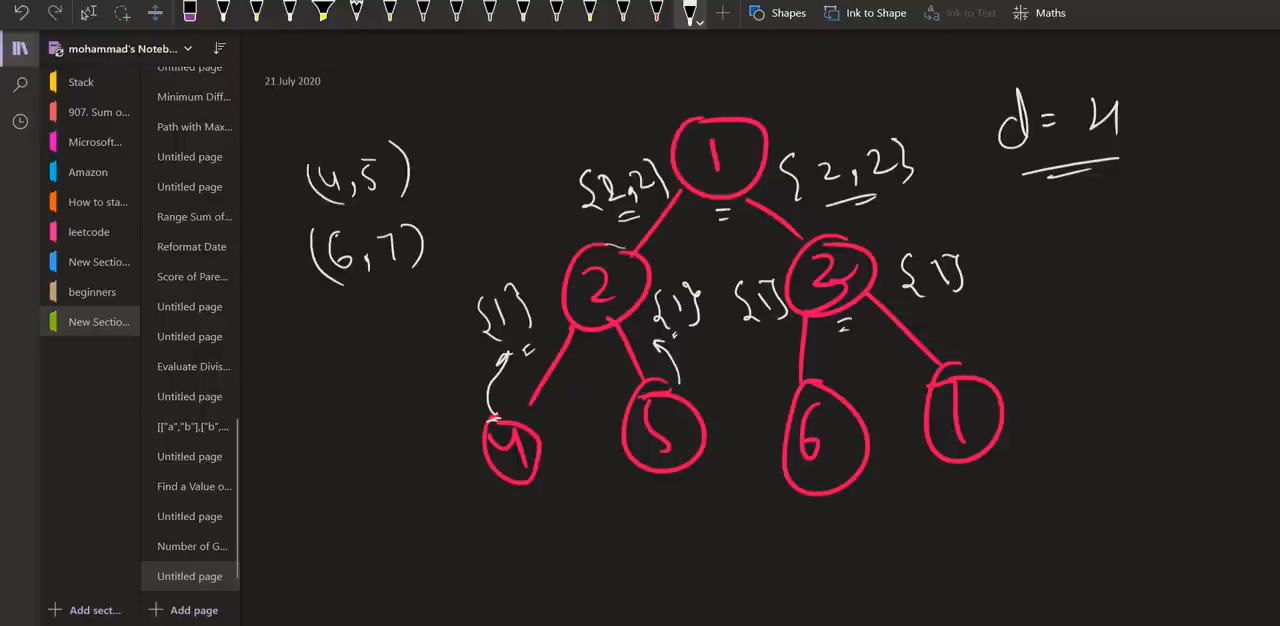 Shapes
Ink to Shape
Ink to Text
Maths
mohammad's Noteb...
Stack
907. Sum o...
Microsoft...
Amazon
How to sta...
leetcode
New Sectio...
beginners
New Sectio...
Add sect...
Untitled page
Minimum Diff...
Path with Max...
Untitled page
Untitled page
Range Sum of...
Reformat Date
Score of Pare...
Untitled page
Untitled page
Evaluate Divis...
Untitled page
[["a","b"],["b",...
Untitled page
Find a Value o...
Untitled page
Number of G...
Untitled page
Add page
21 July 2020
d = 4
(4,5)
(6,7)
1
{2,2}
{2,2}
2
{1}
{1}
{1}
{1}
4
5
6